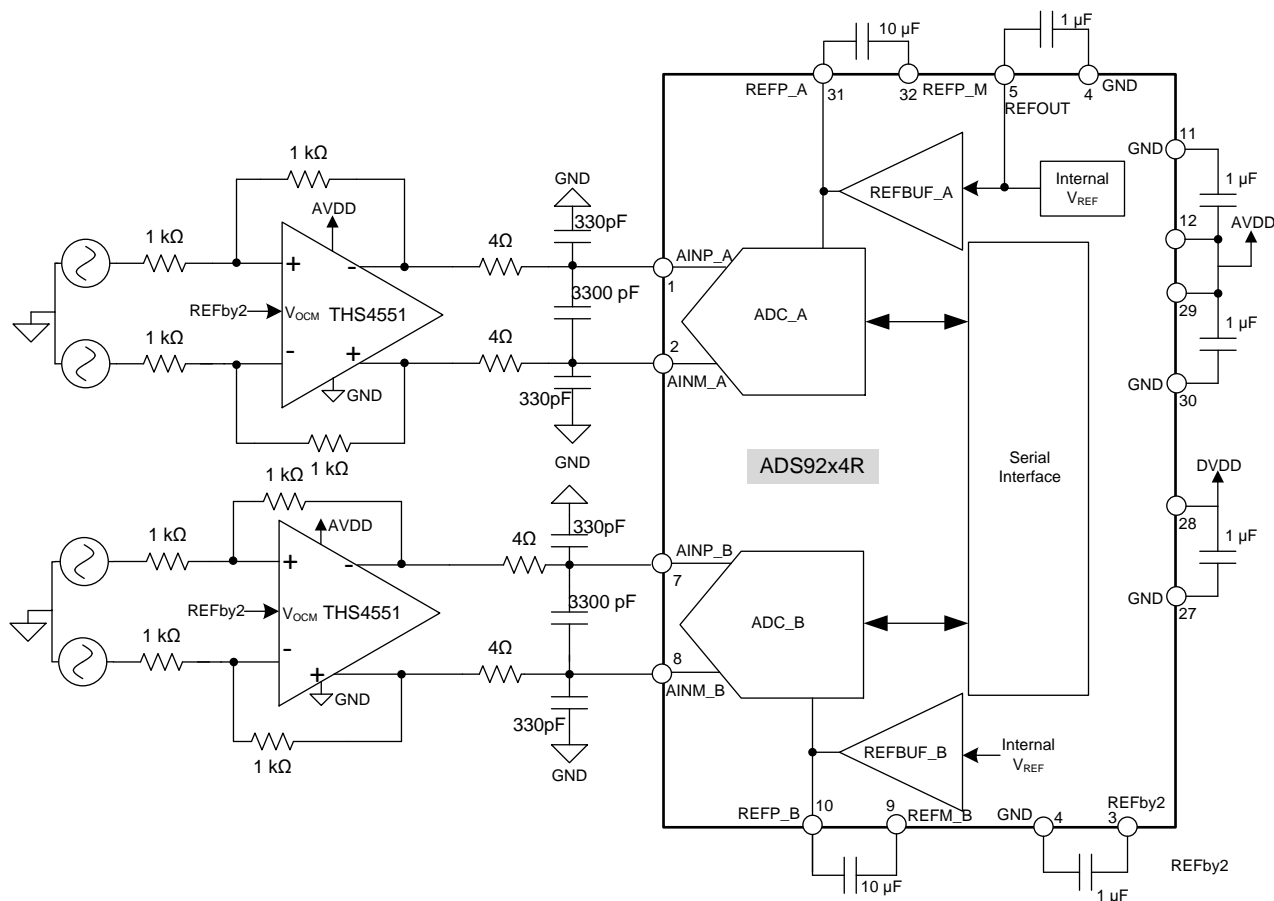 10 µF
1 µF
REFP_A
31
32
REFP_M
5
REFOUT
4
GND
11
GND
1 µF
12
AVDD
29
1 µF
GND
30
REFBUF_A
Internal
VREF
1 kΩ
AVDD
1 kΩ
+
-
REFby2
VOCM
THS4551
1 kΩ
-
+
GND
1 kΩ
GND
330pF
4Ω
3300 pF
4Ω
330pF
GND
AINP_A
1
2
AINM_A
ADC_A
ADS92x4R
Serial
Interface
DVDD
28
1 µF
GND
27
1 kΩ
AVDD
1 kΩ
+
-
REFby2
VOCM
THS4551
1 kΩ
-
+
GND
1 kΩ
330pF
4Ω
3300 pF
4Ω
330pF
GND
AINP_B
7
8
AINM_B
ADC_B
REFBUF_B
Internal
VREF
REFP_B
10
9
REFM_B
GND
4
3
REFby2
10 µF
1 µF
REFby2